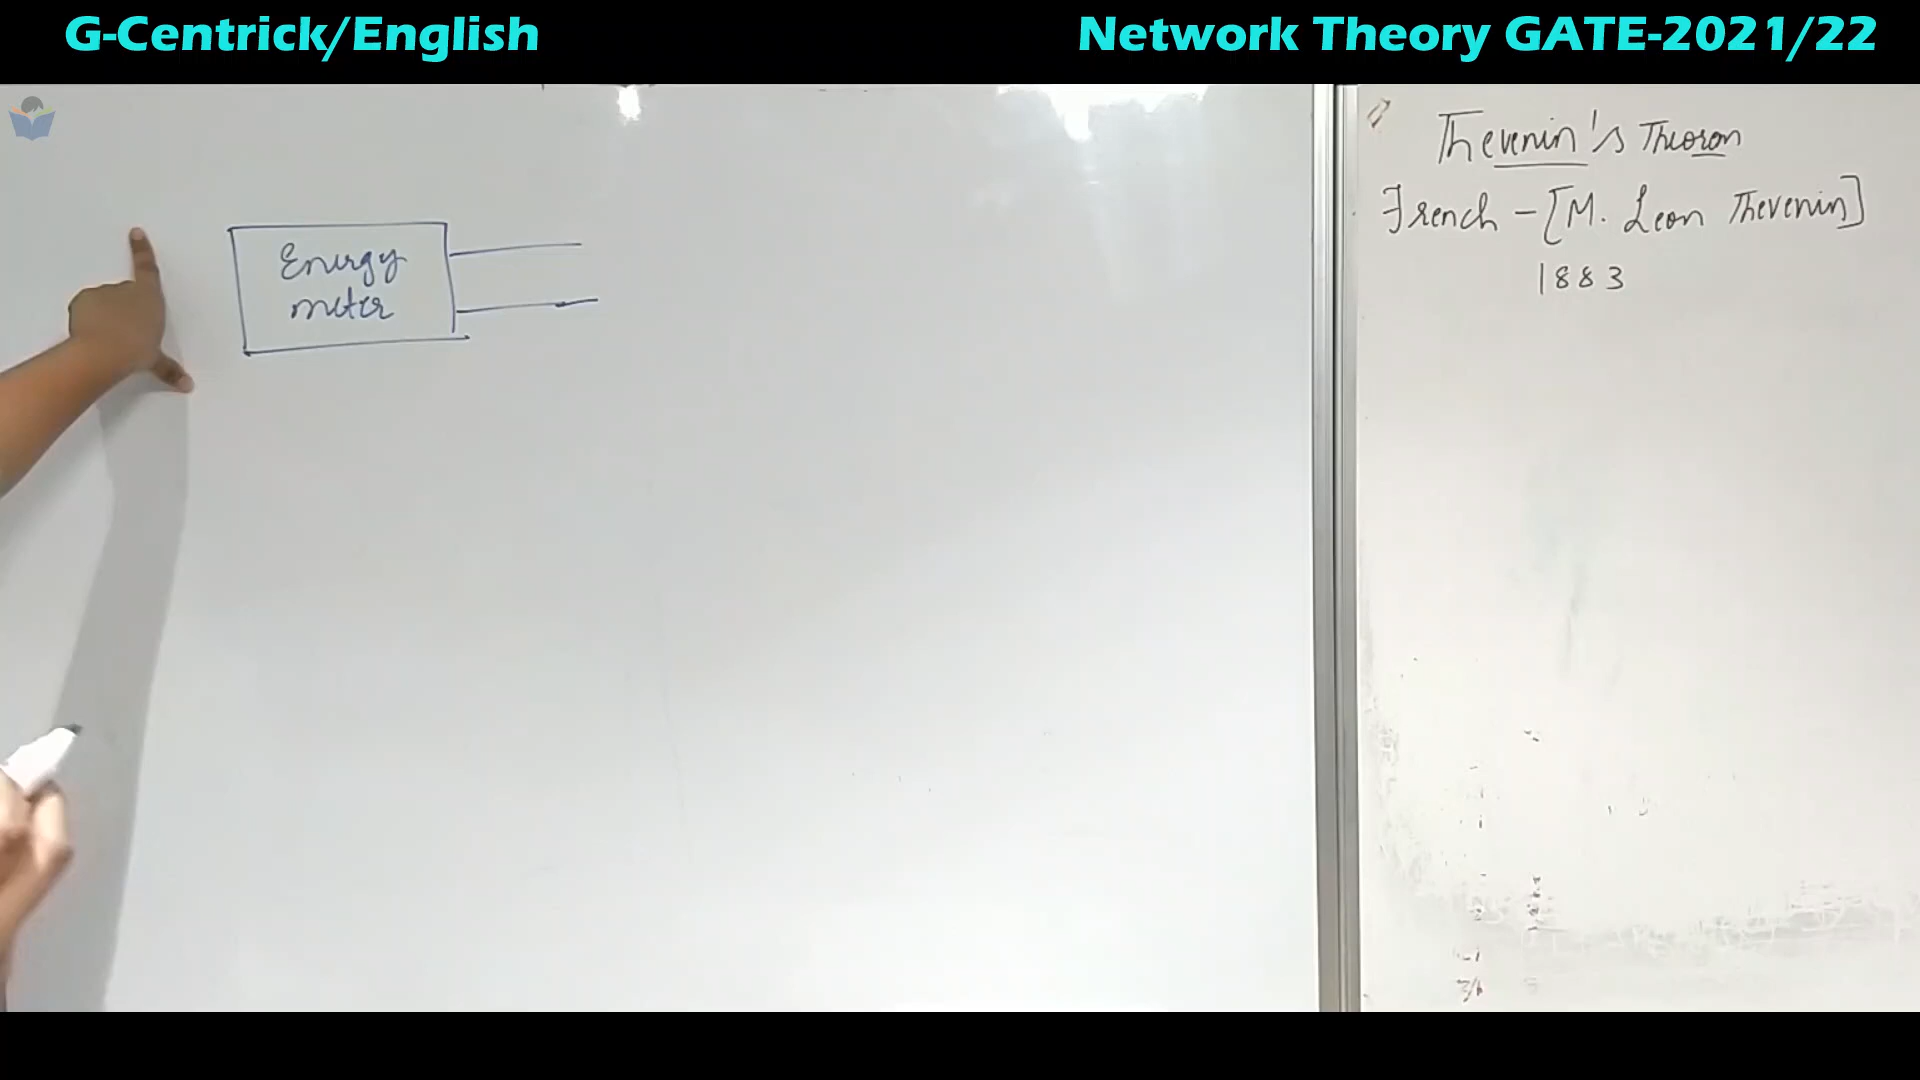 G-Centrick/English
Network Theory GATE-2021/22
Energy
meter
Thevenin's Theorem
French - [M. Leon Thevenin]
1883